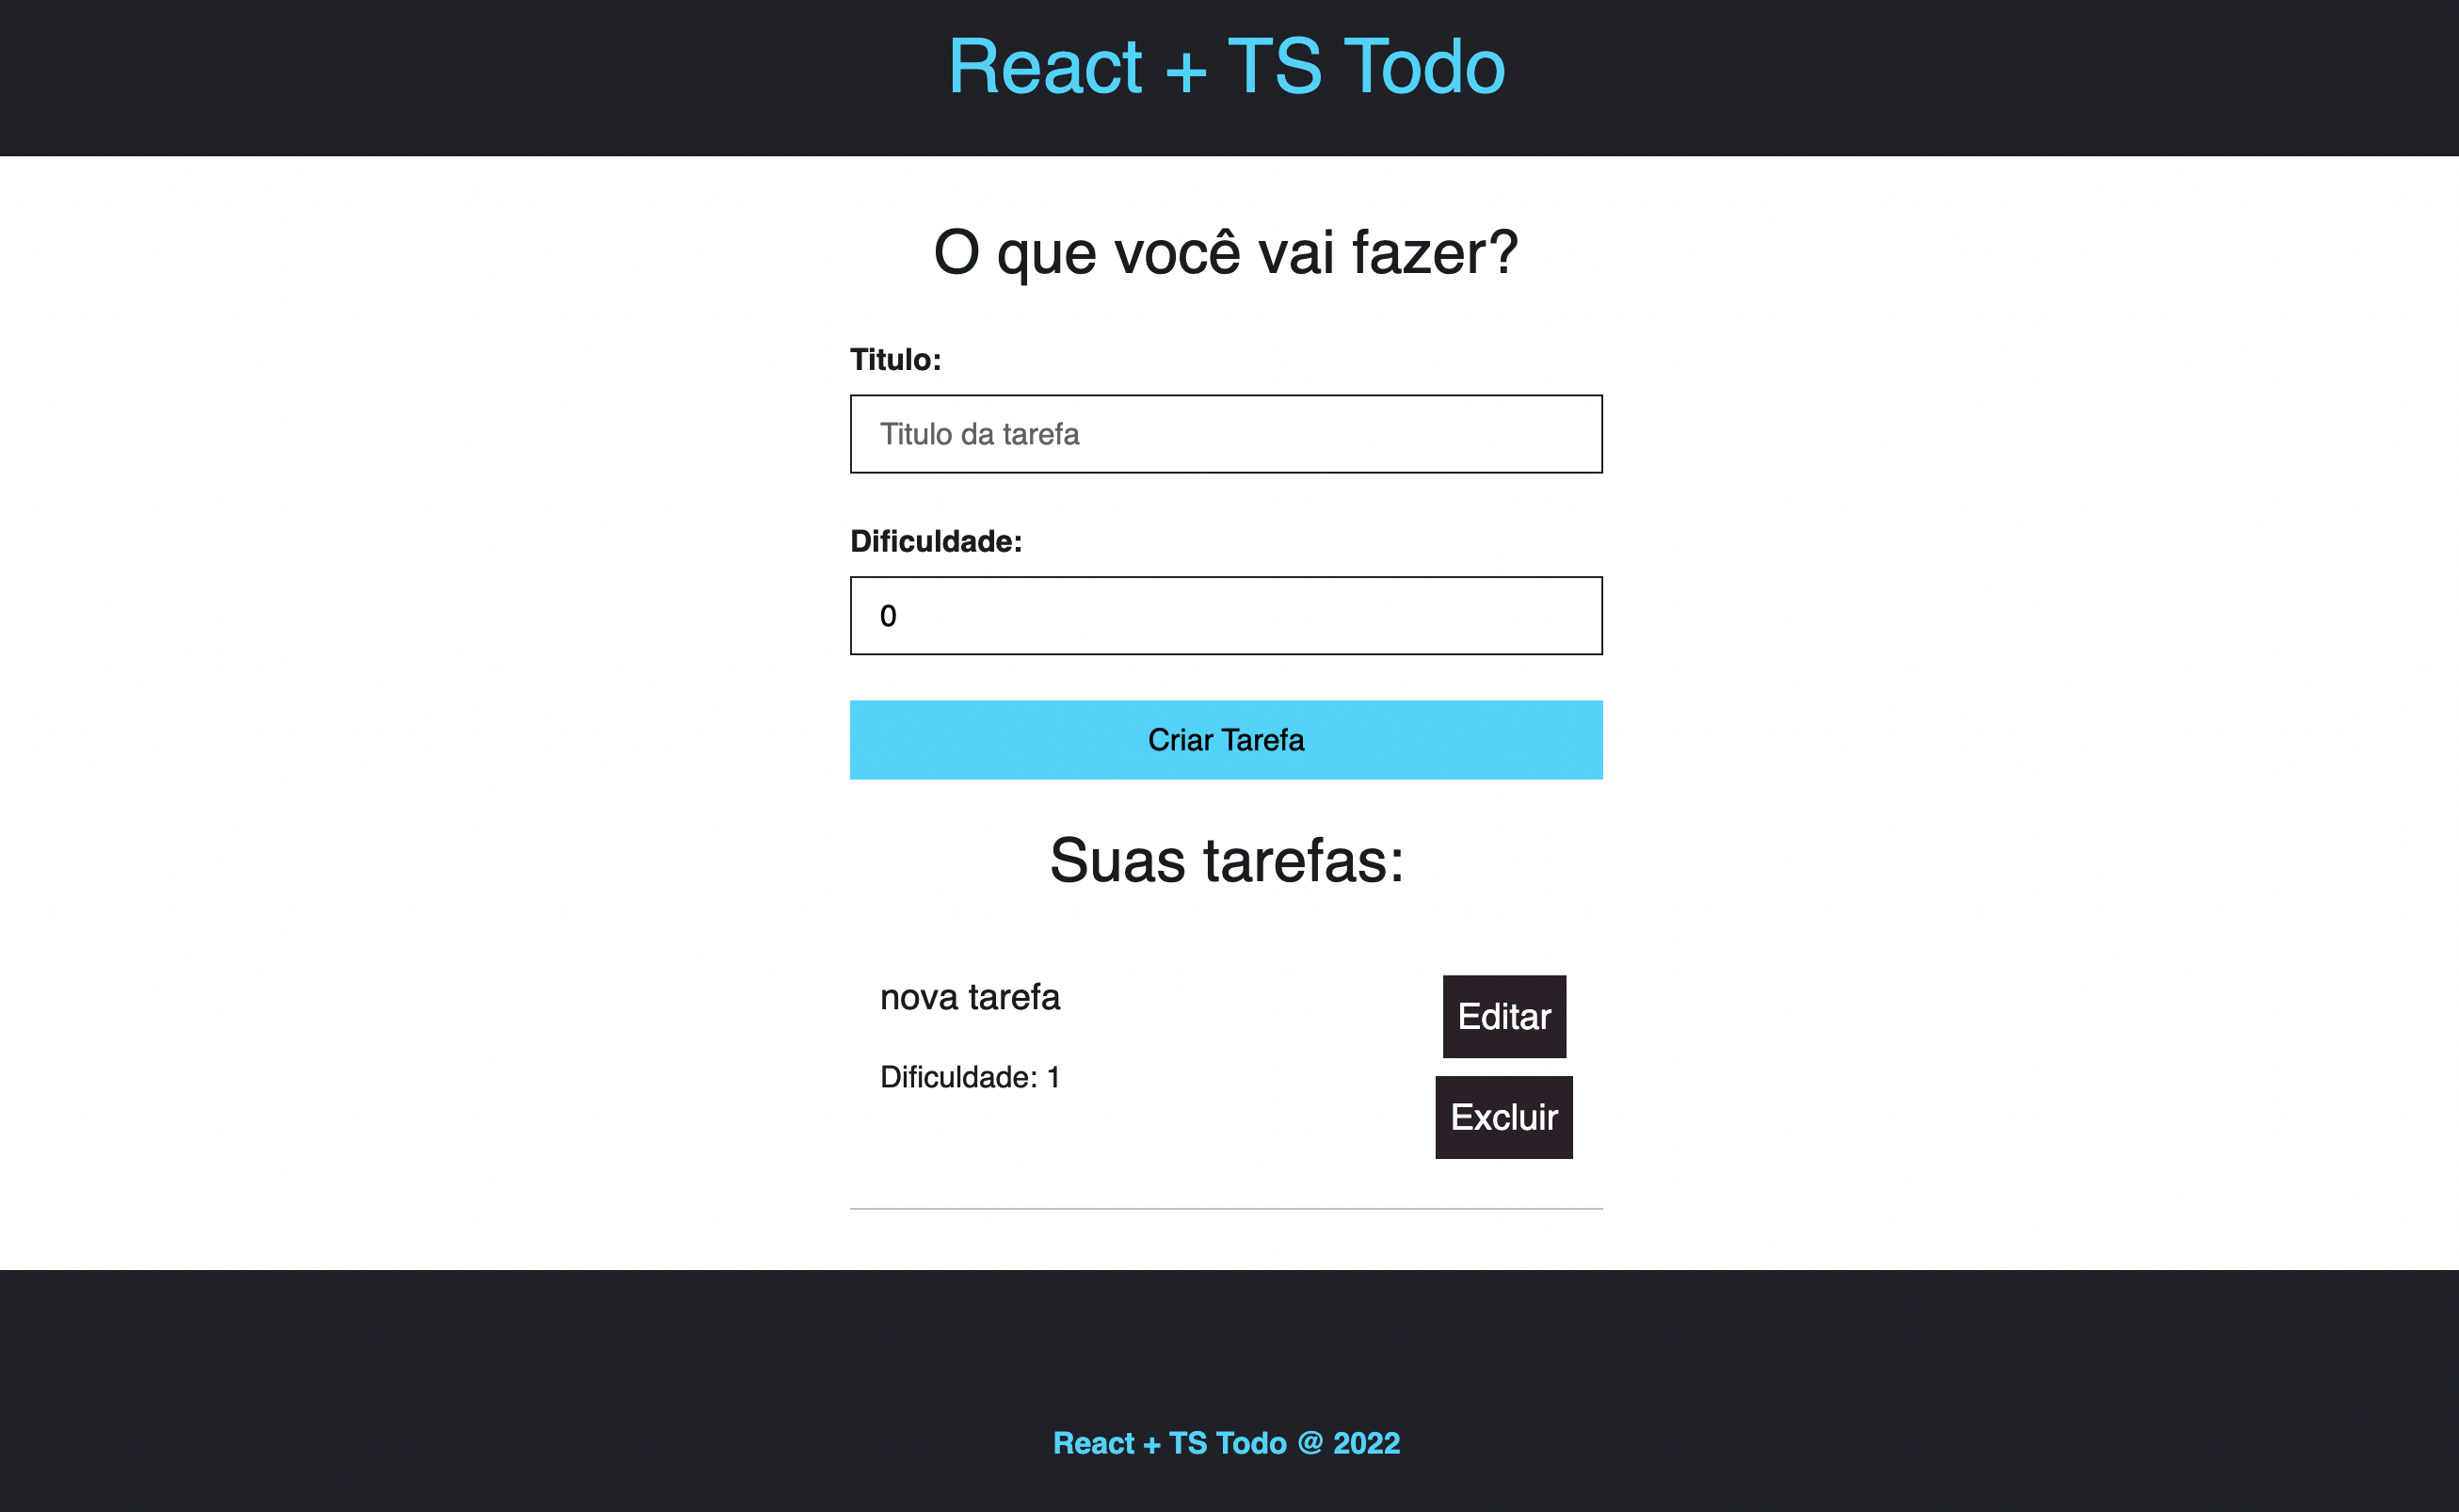 React + TS Todo
O que você vai fazer?
Titulo:
Titulo da tarefa
Dificuldade:
0
Criar Tarefa
Suas tarefas:
nova tarefa
Editar
Dificuldade: 1
Excluir
React + TS Todo @ 2022